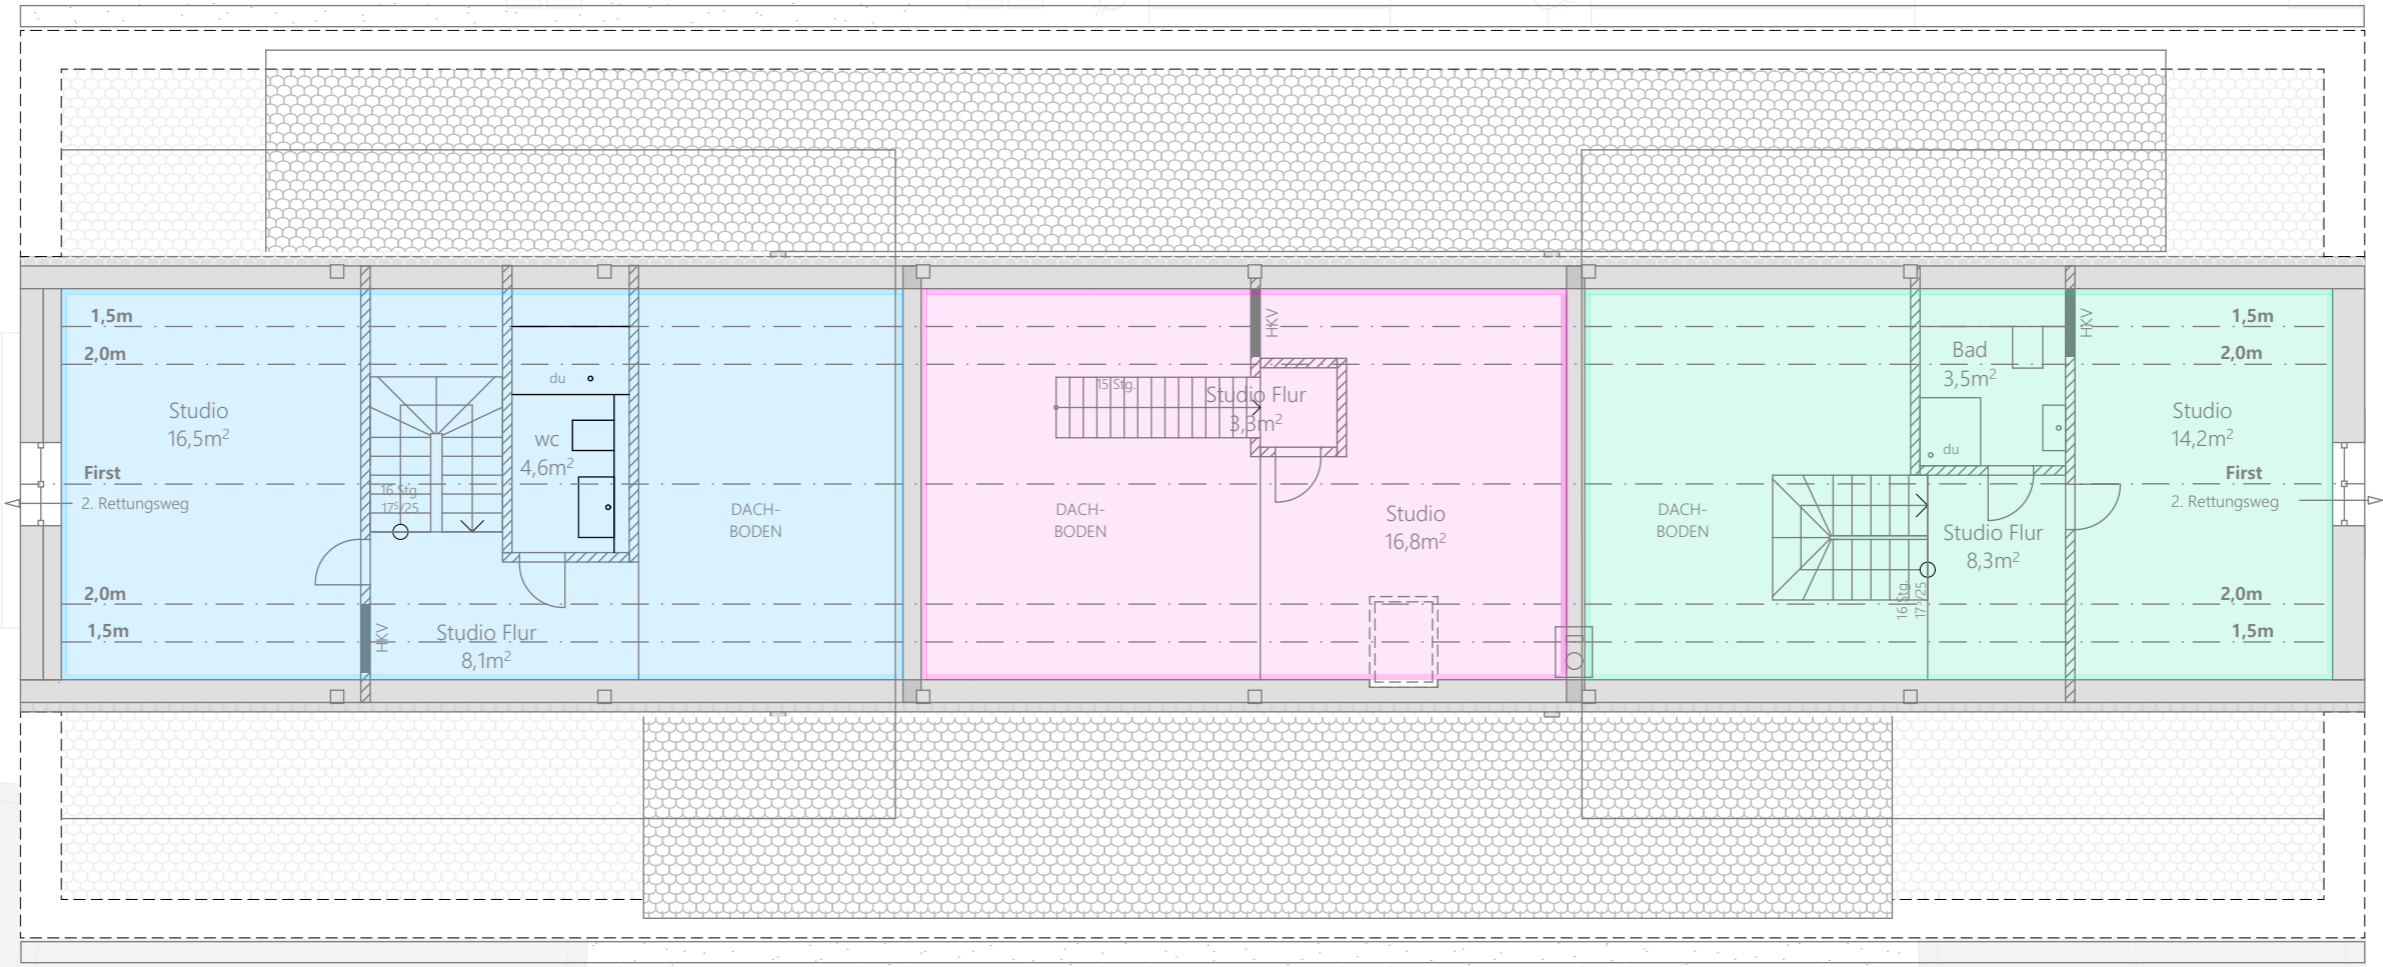 1,5m
2,0m
Studio
16,5m²
First
2. Rettungsweg
2,0m
1,5m
16 Stg.
17⁵/25
HKV
Studio Flur
8,1m²
du
WC
4,6m²
DACH-
BODEN
DACH-
BODEN
15 Stg.
HKV
Studio Flur
3,3m²
Studio
16,8m²
DACH-
BODEN
Bad
3,5m²
du
HKV
Studio Flur
8,3m²
16 Stg.
17⁵/25
1,5m
2,0m
Studio
14,2m²
First
2. Rettungsweg
2,0m
1,5m